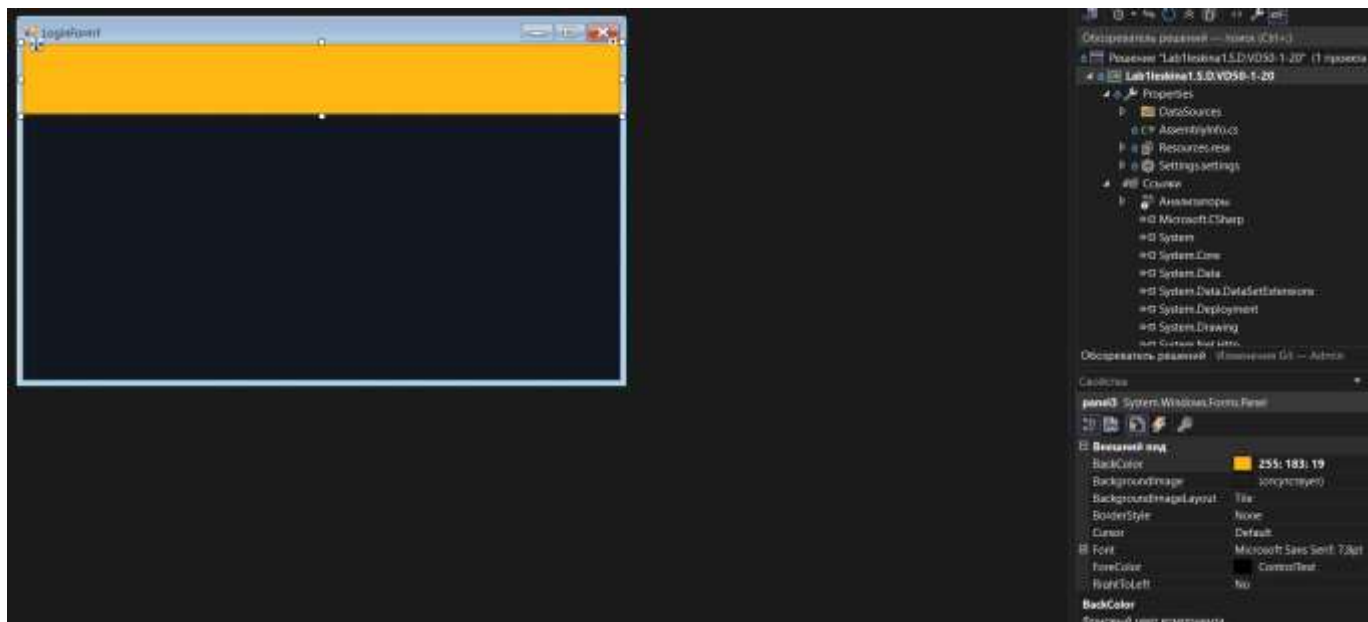 Обозреватель решений — поиск (Ctrl+ж)
Решение "Lab1leskina1.S.D.VD50-1-20" (1 проекта
Lab1leskina1.S.D.VD50-1-20
Properties
DataSources
AssemblyInfo.cs
Resources.resx
Settings.settings
Ссылки
Анализаторы
Microsoft.CSharp
System
System.Core
System.Data
System.Data.DataSetExtensions
System.Deployment
System.Drawing
System.Net.Http
Обозреватель решений Изменения Git — Admin
Свойства
panel3 System.Windows.Forms.Panel
Внешний вид
BackColor 255; 183; 19
BackgroundImage (отсутствует)
BackgroundImageLayout Tile
BorderStyle None
Cursor Default
Font Microsoft Sans Serif; 7,8pt
ForeColor ControlText
RightToLeft No
BackColor